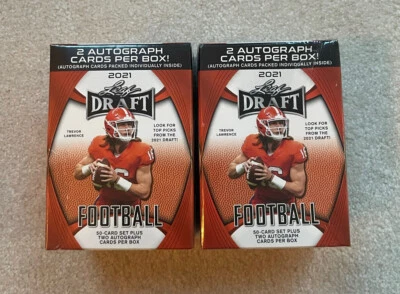 2 AUTOGRAPH
CARDS PER BOX!
(AUTOGRAPH CARDS PACKED INDIVIDUALLY INSIDE)
2021
Leaf
DRAFT
TREVOR
LAWRENCE
LOOK FOR
TOP PICKS
FROM THE
2021 DRAFT!
16
FOOTBALL
50-CARD SET PLUS
TWO AUTOGRAPH
CARDS PER BOX
2 AUTOGRAPH
CARDS PER BOX!
(AUTOGRAPH CARDS PACKED INDIVIDUALLY INSIDE)
2021
Leaf
DRAFT
TREVOR
LAWRENCE
LOOK FOR
TOP PICKS
FROM THE
2021 DRAFT!
16
FOOTBALL
50-CARD SET PLUS
TWO AUTOGRAPH
CARDS PER BOX